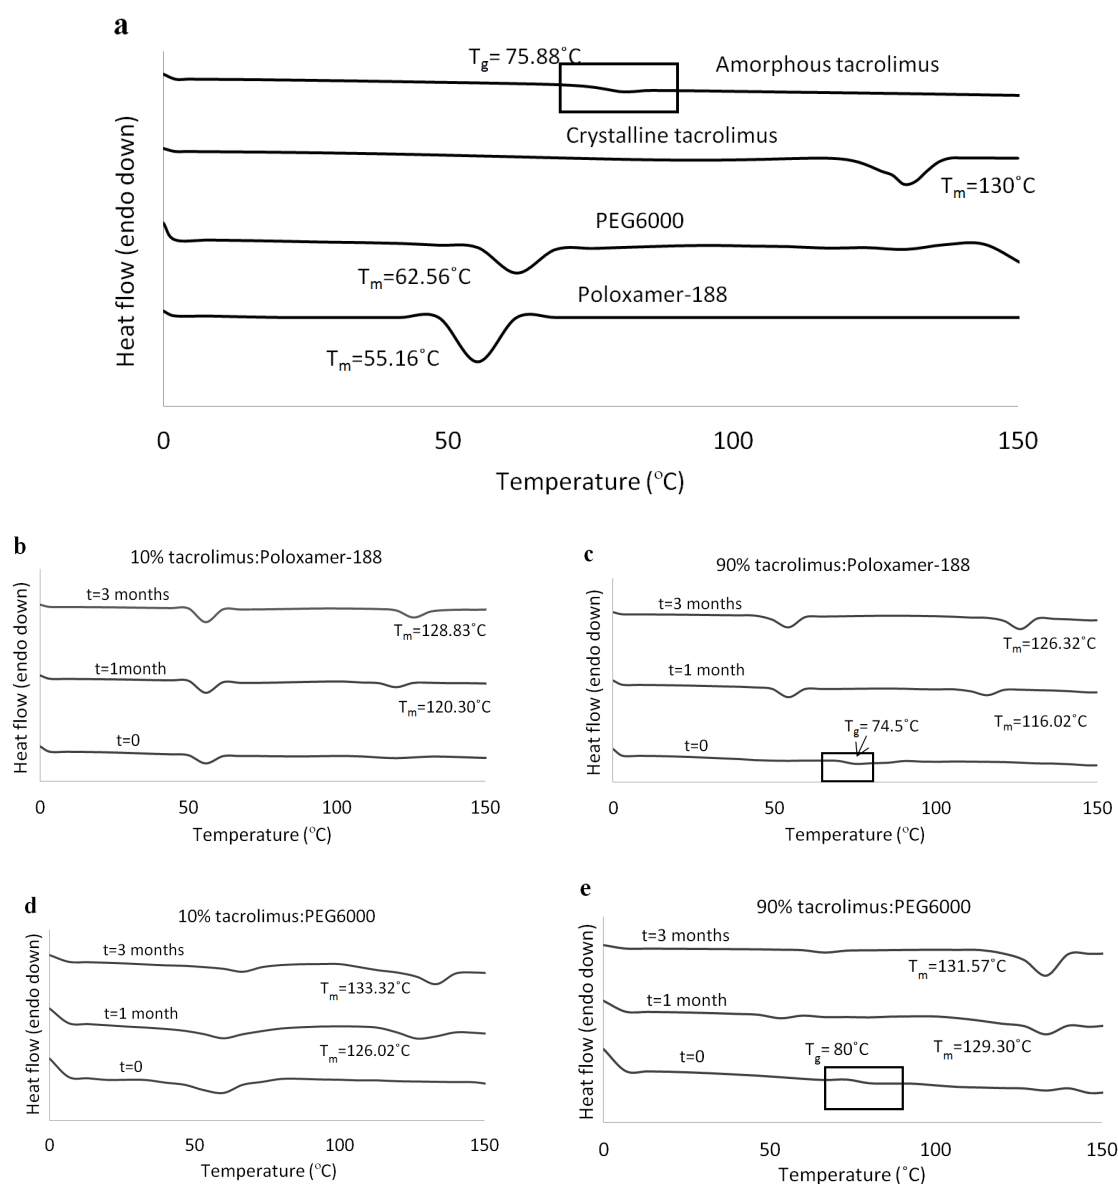 a
Tg= 75.88˚C
Amorphous tacrolimus
Crystalline tacrolimus
Tm=130˚C
PEG6000
Tm=62.56˚C
Poloxamer-188
Tm=55.16˚C
Heat flow (endo down)
0 50 100 150
Temperature (°C)
b
10% tacrolimus:Poloxamer-188
t=3 months
Tm=128.83˚C
t=1month
Tm=120.30˚C
t=0
Heat flow (endo down)
0 50 100 150
Temperature (°C)
c
90% tacrolimus:Poloxamer-188
t=3 months
Tm=126.32˚C
t=1 month
Tm=116.02˚C
Tg= 74.5˚C
t=0
Heat flow (endo down)
0 50 100 150
Temperature (°C)
d
10% tacrolimus:PEG6000
t=3 months
Tm=133.32˚C
t=1 month
Tm=126.02˚C
t=0
Heat flow (endo down)
0 50 100 150
Temperature (°C)
e
90% tacrolimus:PEG6000
t=3 months
Tm=131.57˚C
t=1 month
Tm=129.30˚C
Tg= 80˚C
t=0
Heat flow (endo down)
0 50 100 150
Temperature (˚C)